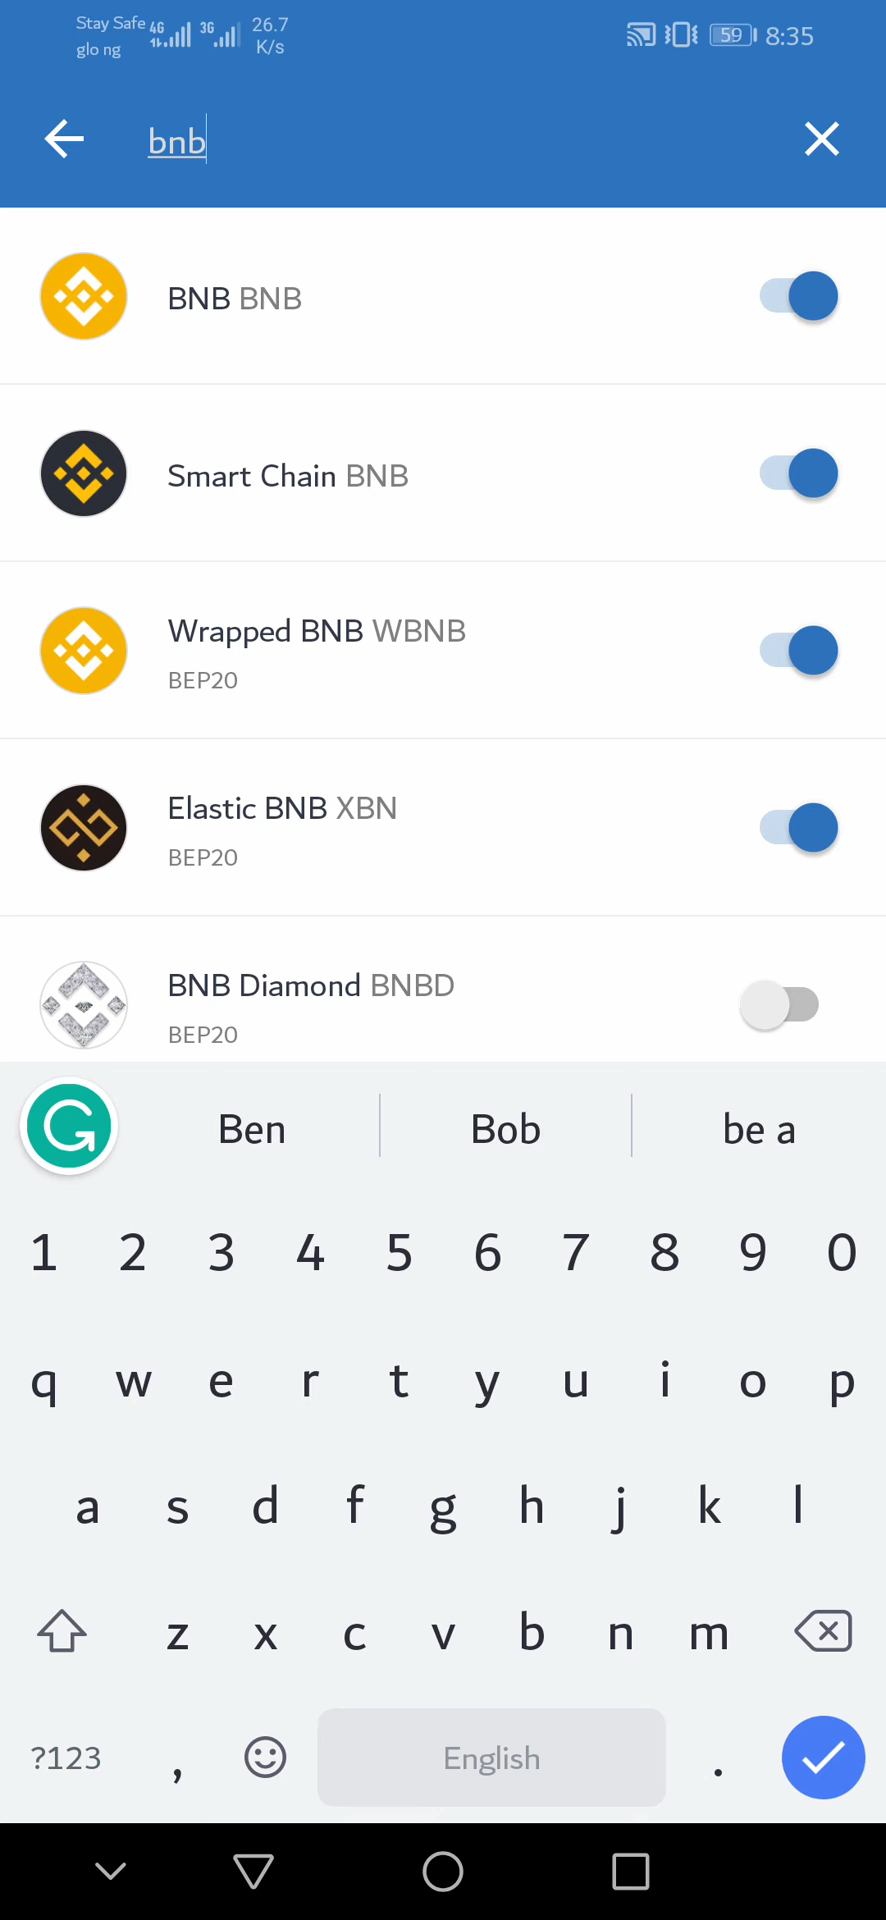 Stay Safe 4G 3G 26.7
glo ng K/s 59 8:35
bnb
BNB BNB
Smart Chain BNB
Wrapped BNB WBNB
BEP20
Elastic BNB XBN
BEP20
BNB Diamond BNBD
BEP20
Ben Bob be a
1 2 3 4 5 6 7 8 9 0
q w e r t y u i o p
a s d f g h j k l
z x c v b n m
?123 , English .